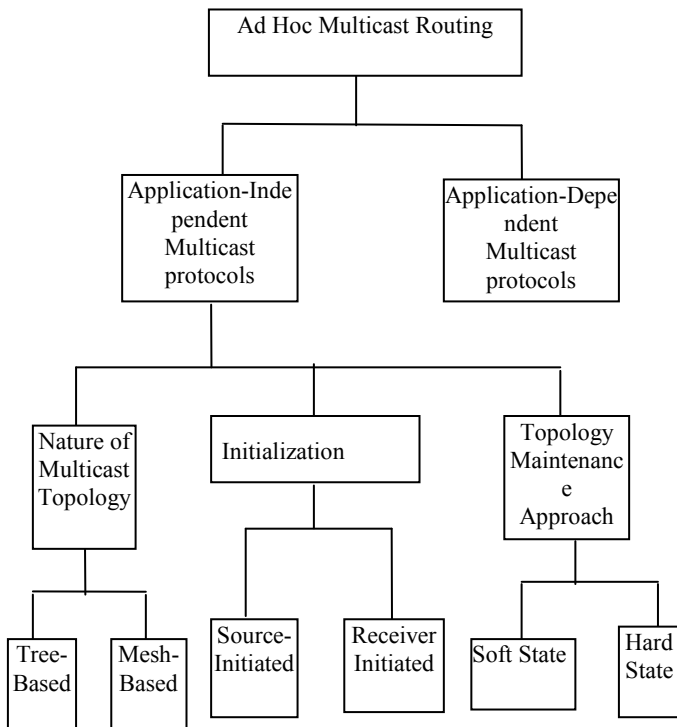 Ad Hoc Multicast Routing
Application-Inde
pendent
Multicast
protocols
Application-Depe
ndent
Multicast
protocols
Nature of
Multicast
Topology
Initialization
Topology
Maintenanc
e
Approach
Tree-
Based
Mesh-
Based
Source-
Initiated
Receiver
Initiated
Soft State
Hard
State